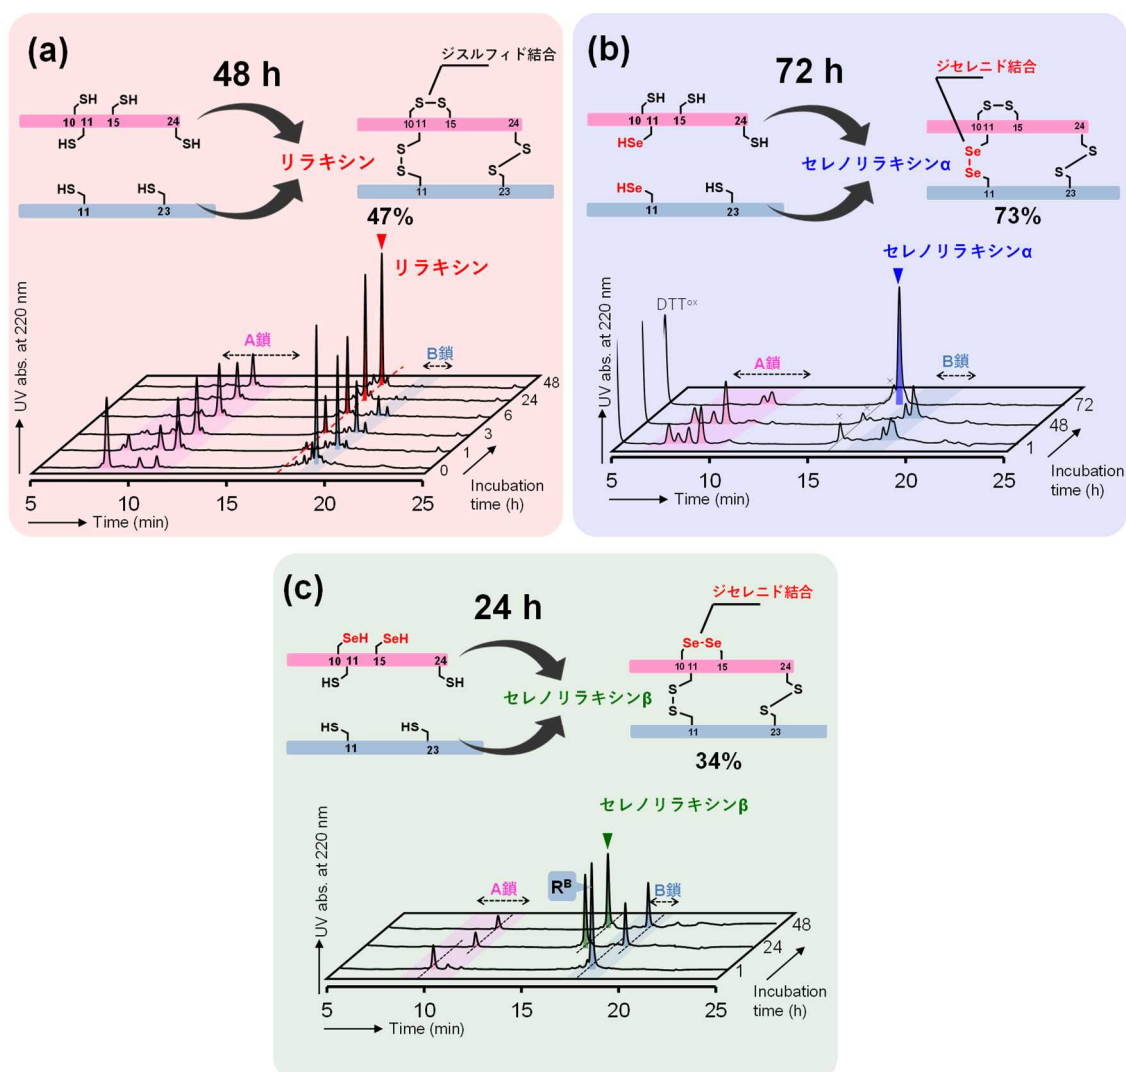 (a)
48 h
ジスルフィド結合
SH SH
10 11 15 24
HS SH
HS HS
11 23
リラキシン
S-S
10 11 15 24
S S
S S
11 23
47%
リラキシン
A鎖
B鎖
UV abs. at 220 nm
48
24
6
3
1
0
Incubation
time (h)
5 10 15 20 25
Time (min)
(b)
72 h
ジセレニド結合
SH SH
10 11 15 24
HSe SH
HSe HS
11 23
セレノリラキシンα
S-S
10 11 15 24
Se S
Se S
11 23
73%
セレノリラキシンα
DTTox
A鎖
B鎖
×
×
×
UV abs. at 220 nm
72
48
1
Incubation
time (h)
5 10 15 20 25
Time (min)
(c)
24 h
ジセレニド結合
SeH SeH
10 11 15 24
HS SH
HS HS
11 23
セレノリラキシンβ
Se-Se
10 11 15 24
S S
S S
11 23
34%
セレノリラキシンβ
A鎖
RB
B鎖
UV abs. at 220 nm
48
24
1
Incubation
time (h)
5 10 15 20 25
Time (min)